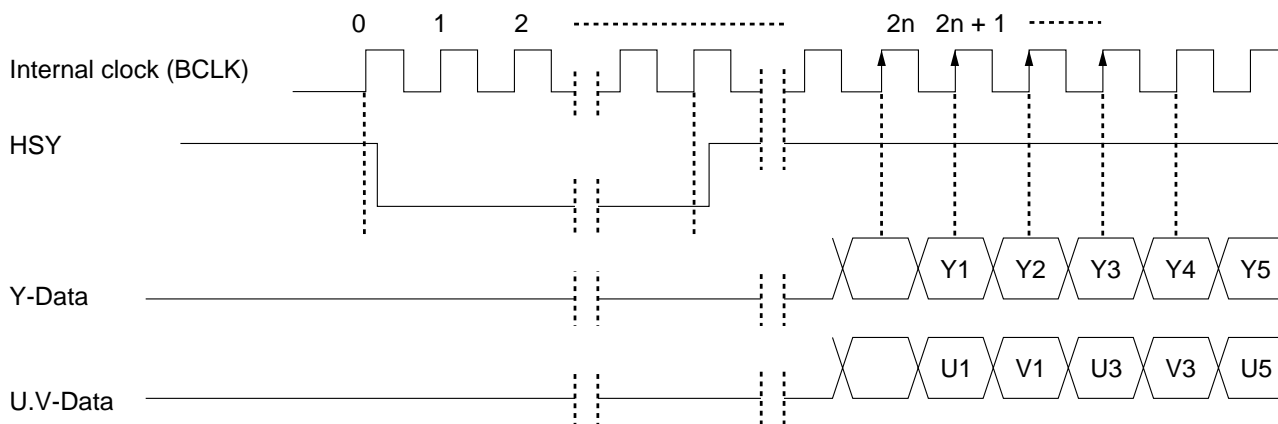 0 1 2 2n 2n + 1
Internal clock (BCLK)
HSY
Y1 Y2 Y3 Y4 Y5
Y-Data
U1 V1 U3 V3 U5
U.V-Data